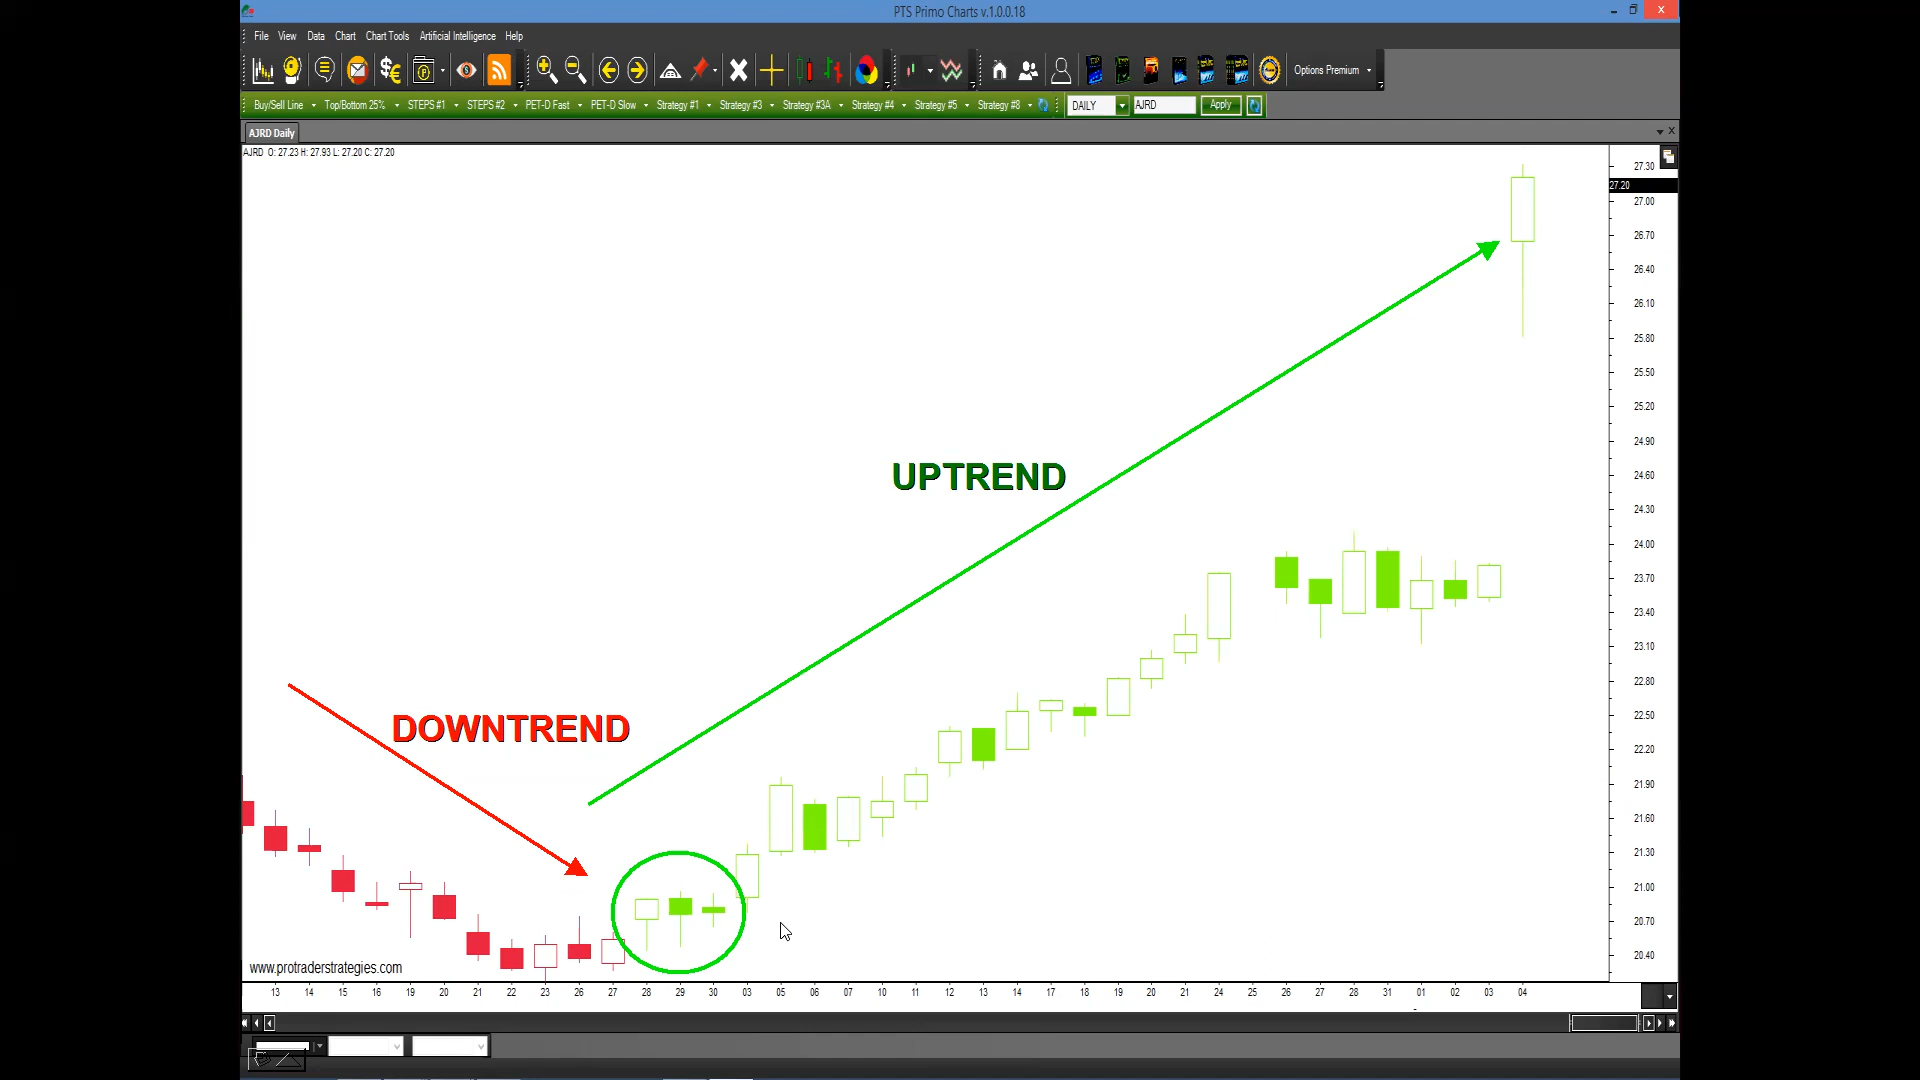 PTS Primo Charts v.1.0.0.18
File View Data Chart Chart Tools Artificial Intelligence Help
Options Premium
Buy/Sell Line Top/Bottom 25% STEPS #1 STEPS #2 PET-D Fast PET-D Slow Strategy #1 Strategy #3 Strategy #3A Strategy #4 Strategy #5 Strategy #8 DAILY AJRD Apply
AJRD Daily
AJRD O: 27.23 H: 27.93 L: 27.20 C: 27.20
27.30
27.20
27.00
26.70
26.40
26.10
25.80
25.50
25.20
24.90
UPTREND
24.60
24.30
24.00
23.70
23.40
23.10
22.80
DOWNTREND
22.50
22.20
21.90
21.60
21.30
21.00
20.70
20.40
www.protraderstrategies.com
13 14 15 16 19 20 21 22 23 26 27 28 29 30 03 05 06 07 10 11 12 13 14 17 18 19 20 21 24 25 26 27 28 31 01 02 03 04